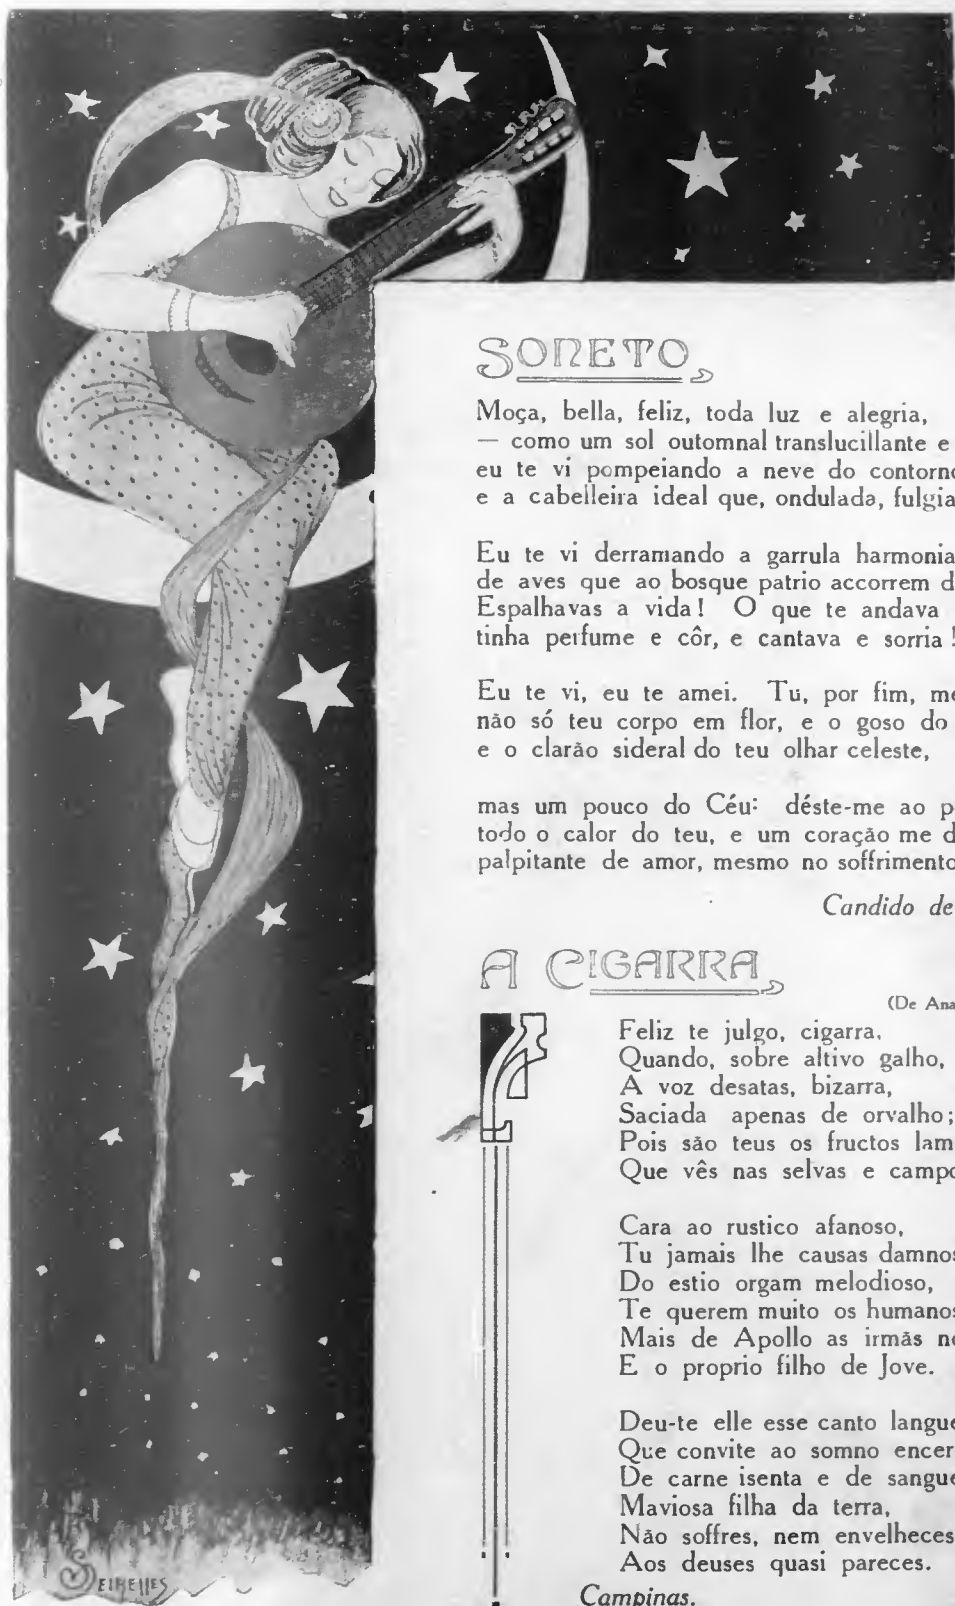 SONETO
Moça, bella, feliz, toda luz e alegria,
— como um sol outomnal translucillante e
eu te vi pompeiando a neve do contorno
e a cabelleira ideal que, ondulada, fulgia
Eu te vi derramando a garrula harmonia
de aves que ao bosque patrio accorrem d
Espalhavas a vida! O que te andava
tinha perfume e côr, e cantava e sorria!
Eu te vi, eu te amei. Tu, por fim, me
não só teu corpo em flor, e o goso do
e o clarão sideral do teu olhar celeste,
mas um pouco do Céu: déste-me ao p
todo o calor do teu, e um coração me d
palpitante de amor, mesmo no soffrimento
Candido de
A CIGARRA
(De Ana
Feliz te julgo, cigarra,
Quando, sobre altivo galho,
A voz desatas, bizarra,
Saciada apenas de orvalho;
Pois são teus os fructos lam
Que vês nas selvas e campo
Cara ao rustico afanoso,
Tu jamais lhe causas damnos
Do estio orgam melodioso,
Te querem muito os humanos
Mais de Apollo as irmãs no
E o proprio filho de Jove.
Deu-te elle esse canto langue
Que convite ao somno encer
De carne isenta e de sangue
Maviosa filha da terra,
Não soffres, nem envelheces
Aos deuses quasi pareces.
Campinas.